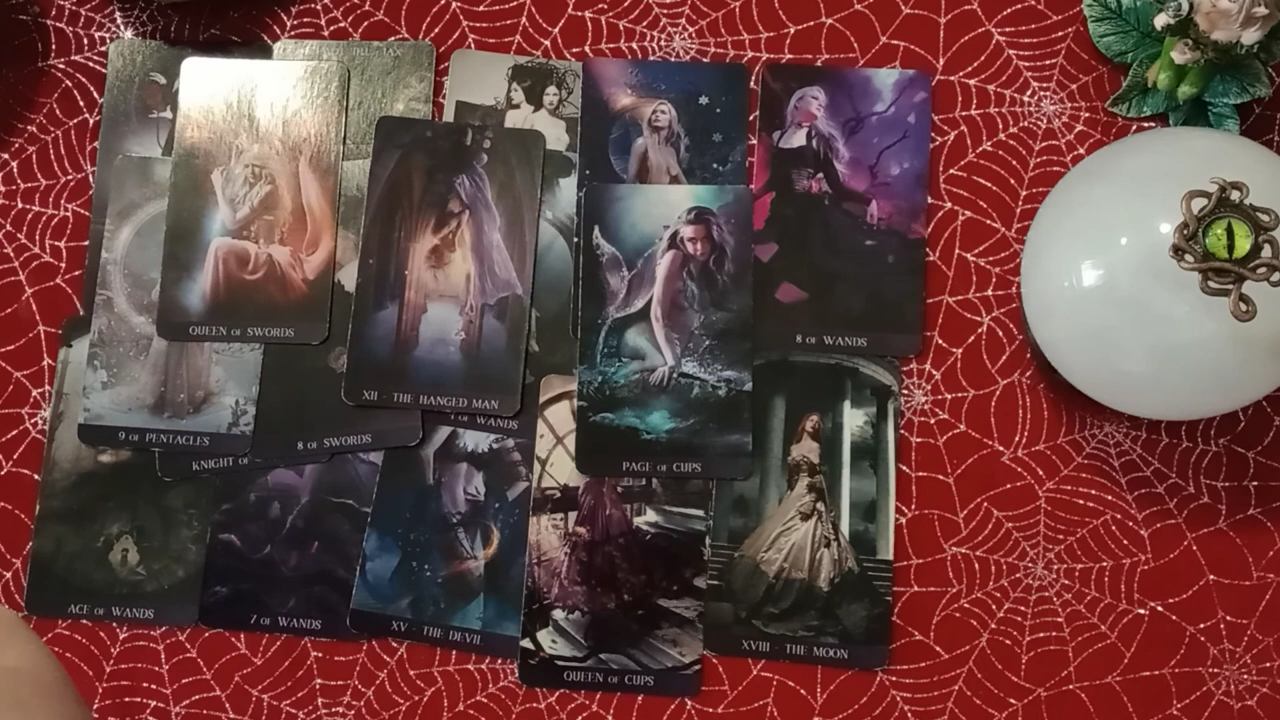 QUEEN OF SWORDS
8 OF WANDS
XII - THE HANGED MAN
OF WANDS
9 OF PENTACLES
8 OF SWORDS
KNIGHT OF
PAGE OF CUPS
ACE OF WANDS
7 OF WANDS
XV - THE DEVIL
XVIII - THE MOON
QUEEN OF CUPS